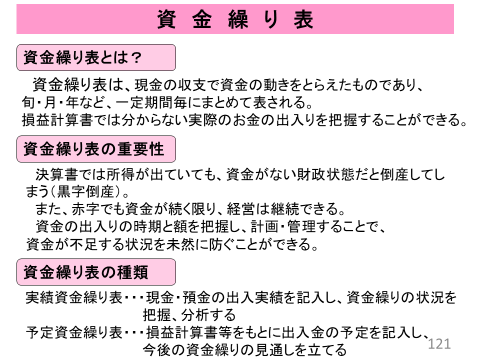 資 金 繰 り 表
資金繰り表とは？
資金繰り表は、現金の収支で資金の動きをとらえたものであり、
旬・月・年など、一定期間毎にまとめて表される。
損益計算書では分からない実際のお金の出入りを把握することができる。
資金繰り表の重要性
決算書では所得が出ていても、資金がない財政状態だと倒産してし
まう（黒字倒産）。
また、赤字でも資金が続く限り、経営は継続できる。
資金の出入りの時期と額を把握し、計画・管理することで、
資金が不足する状況を未然に防ぐことができる。
資金繰り表の種類
実績資金繰り表・・・現金・預金の出入実績を記入し、資金繰りの状況を
把握、分析する
予定資金繰り表・・・損益計算書等をもとに出入金の予定を記入し、
今後の資金繰りの見通しを立てる
121